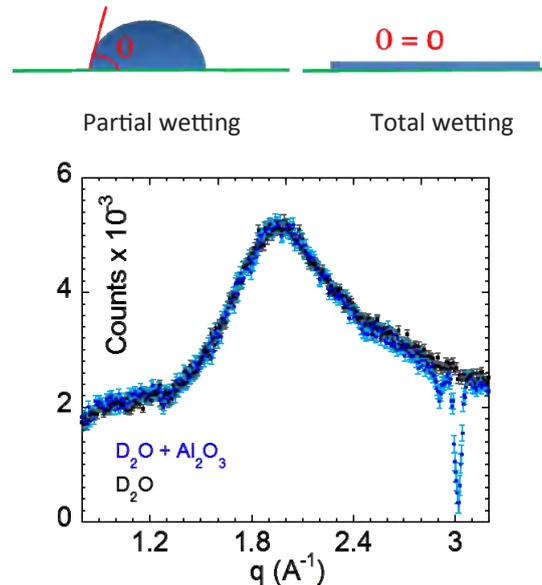 θ
θ = 0
Partial wetting
Total wetting
6
4
2
0
Counts x 10⁻³
D₂O + Al₂O₃
D₂O
1.2
1.8
2.4
3
q (A⁻¹)